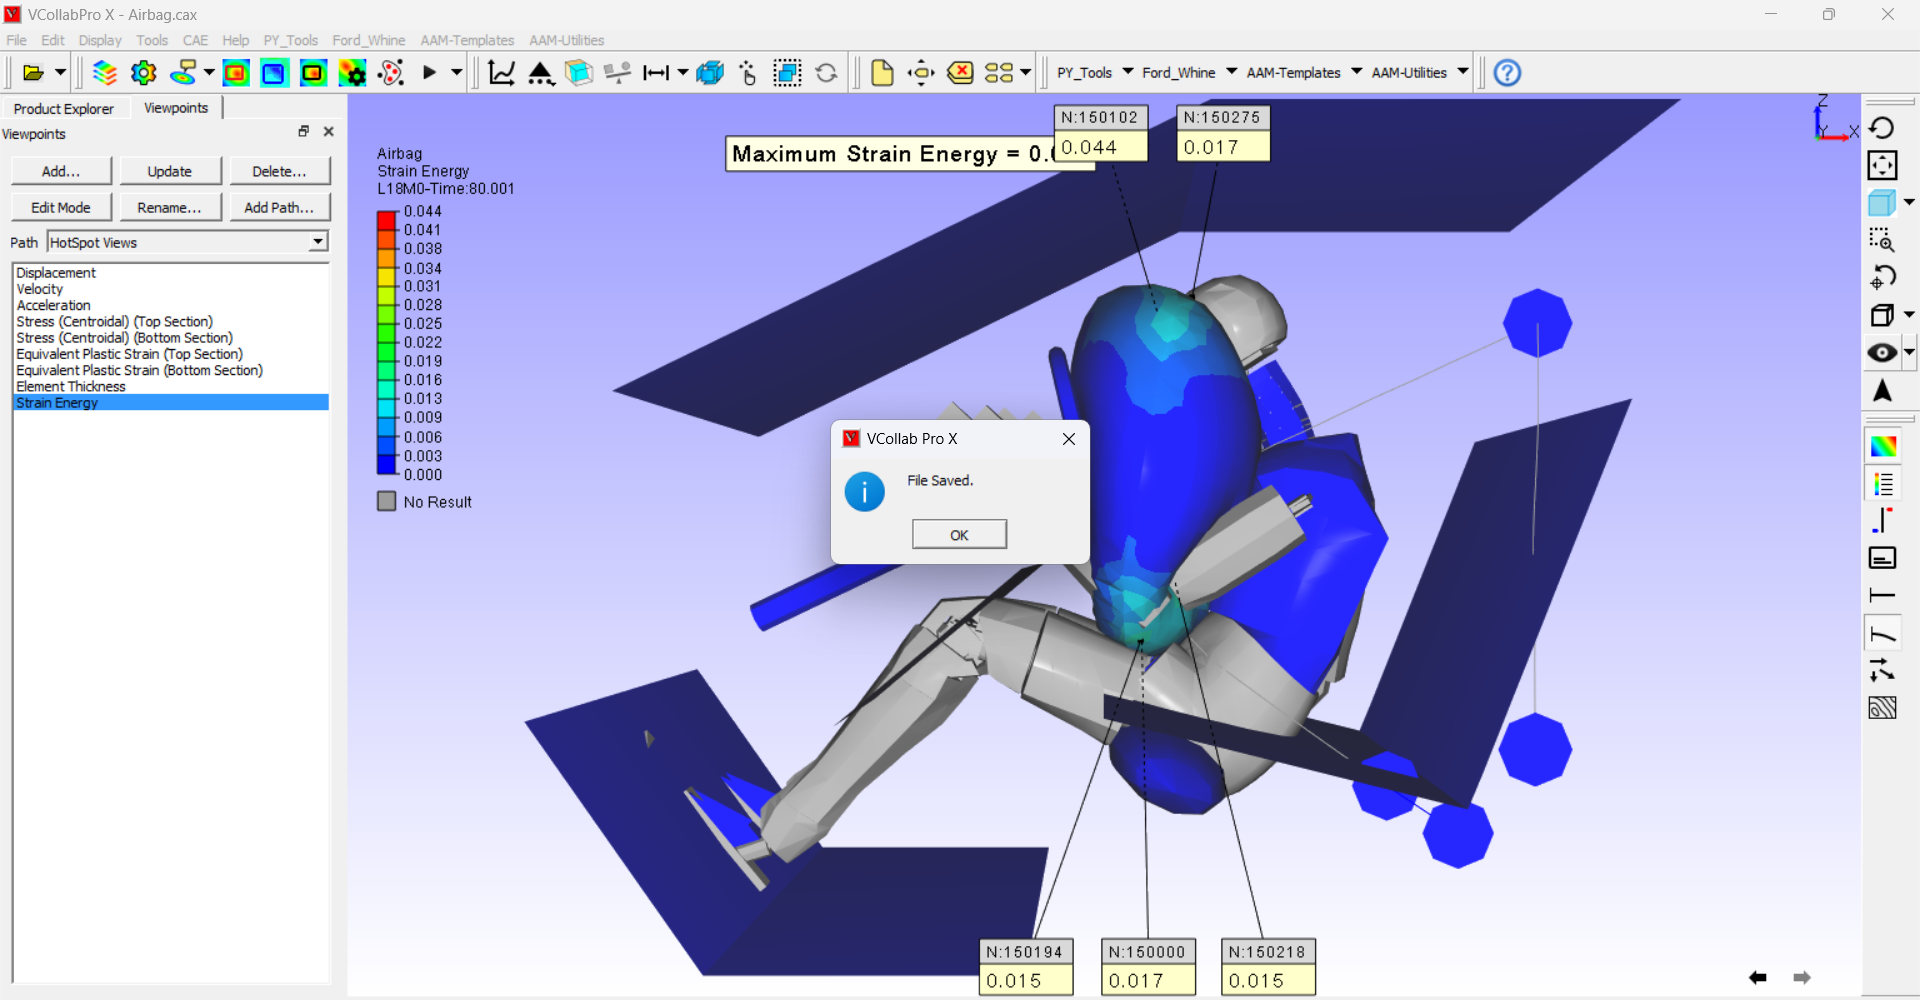 VCollabPro X - Airbag.cax
File Edit Display Tools CAE Help PY_Tools Ford_Whine AAM-Templates AAM-Utilities
PY_Tools Ford_Whine AAM-Templates AAM-Utilities
Product Explorer Viewpoints
Viewpoints
Add... Update Delete...
Edit Mode Rename... Add Path...
Path HotSpot Views
Displacement
Velocity
Acceleration
Stress (Centroidal) (Top Section)
Stress (Centroidal) (Bottom Section)
Equivalent Plastic Strain (Top Section)
Equivalent Plastic Strain (Bottom Section)
Element Thickness
Strain Energy
Airbag
Strain Energy
L18M0-Time:80.001
0.044
0.041
0.038
0.034
0.031
0.028
0.025
0.022
0.019
0.016
0.013
0.009
0.006
0.003
0.000
No Result
Maximum Strain Energy = 0.0
N:150102
0.044
N:150275
0.017
VCollab Pro X
File Saved.
OK
N:150194
0.015
N:150000
0.017
N:150218
0.015
Z
Y
X